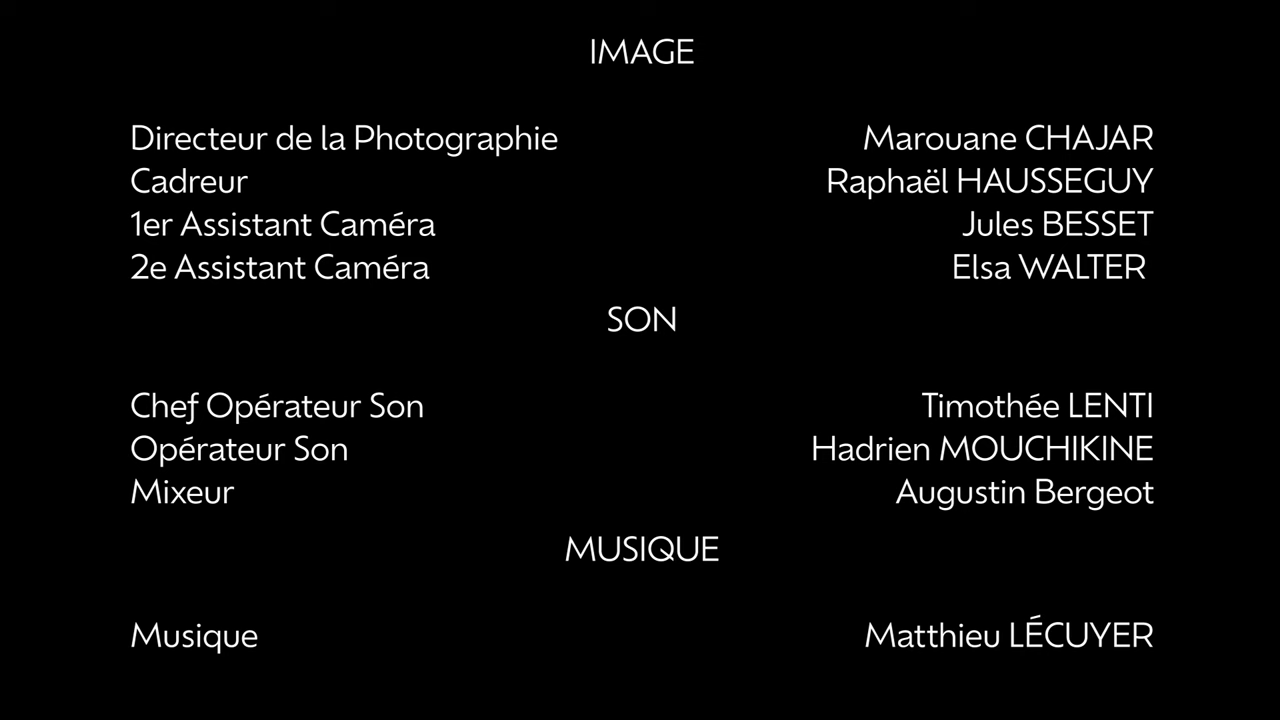 IMAGE
Directeur de la Photographie Marouane CHAJAR
Cadreur Raphaël HAUSSEGUY
1er Assistant Caméra Jules BESSET
2e Assistant Caméra Elsa WALTER
SON
Chef Opérateur Son Timothée LENTI
Opérateur Son Hadrien MOUCHIKINE
Mixeur Augustin Bergeot
MUSIQUE
Musique Matthieu LÉCUYER